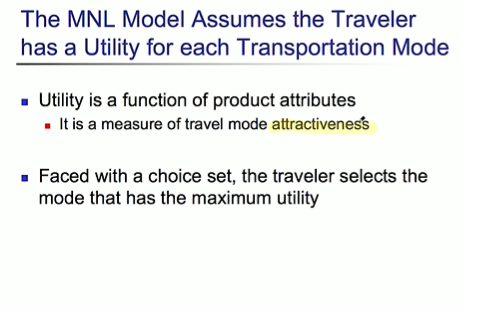 The MNL Model Assumes the Traveler
has a Utility for each Transportation Mode
Utility is a function of product attributes
It is a measure of travel mode attractiveness
Faced with a choice set, the traveler selects the
mode that has the maximum utility